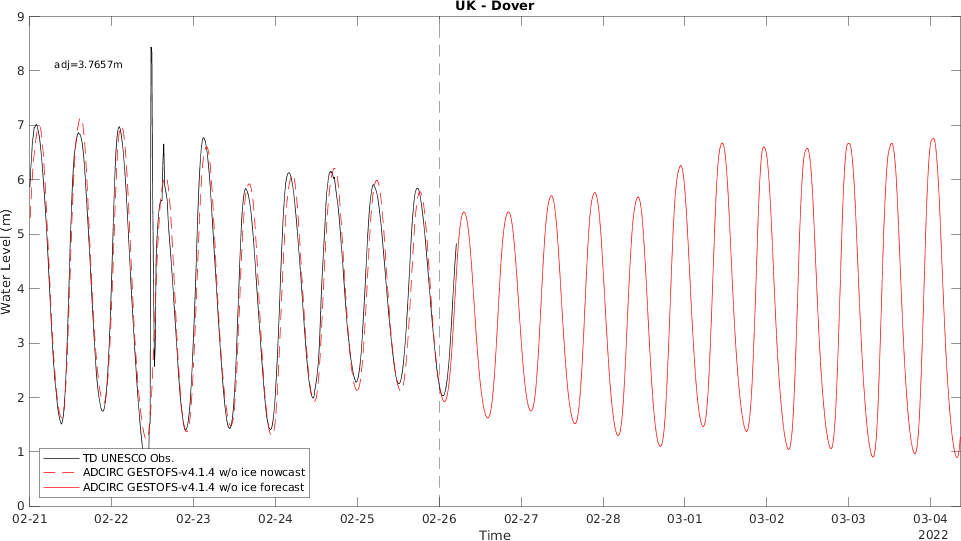 UK - Dover
9
8
7
6
5
4
3
2
1
0
adj=3.7657m
Water Level (m)
TD UNESCO Obs.
ADCIRC GESTOFS-v4.1.4 w/o ice nowcast
ADCIRC GESTOFS-v4.1.4 w/o ice forecast
02-21 02-22 02-23 02-24 02-25 02-26 02-27 02-28 03-01 03-02 03-03 03-04
Time
2022